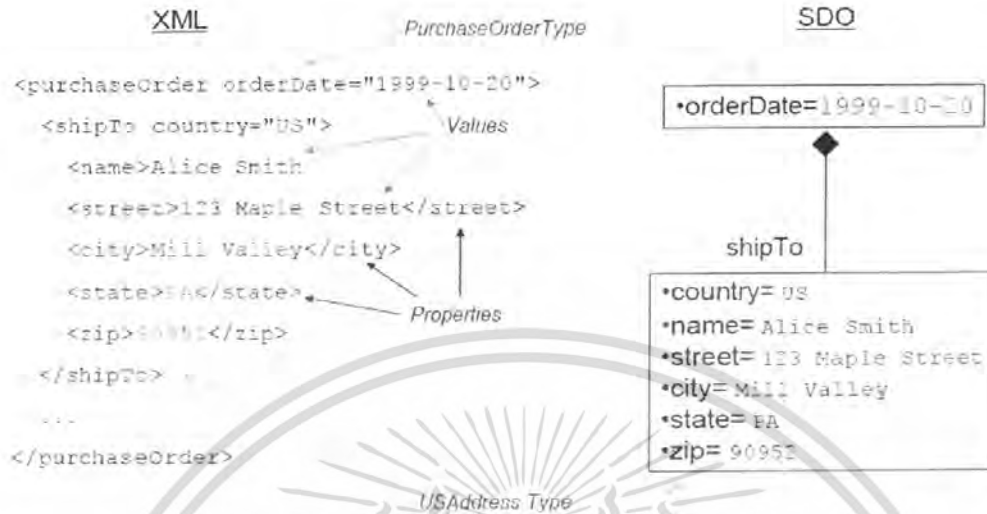 XML
PurchaseOrderType
SDO
<purchaseOrder orderDate="1999-10-20">
<shipTo country="US">
Values
<name>Alice Smith
<street>123 Maple Street</street>
<city>Mill Valley</city>
<state>PA</state>
Properties
<zip>90952</zip>
</shipTo>
...
</purchaseOrder>
USAddress Type
•orderDate=1999-10-20
shipTo
•country= US
•name= Alice Smith
•street= 123 Maple Street
•city= Mill Valley
•state= PA
•zip= 90952